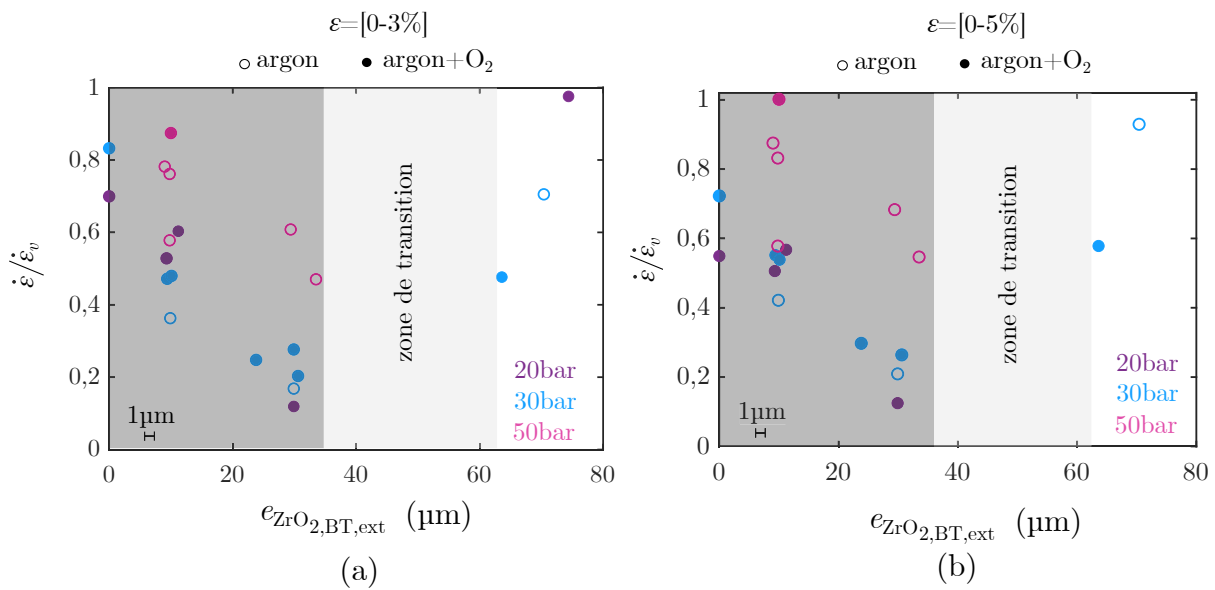 ε=[0-3%]
○ argon ● argon+O₂
1
0,8
0,6
0,4
0,2
0
ε̇/ε̇ᵥ
zone de transition
1µm
20bar
30bar
50bar
0 20 40 60 80
e ZrO₂,BT,ext (µm)
(a)
ε=[0-5%]
○ argon ● argon+O₂
1
0,8
0,6
0,4
0,2
0
ε̇/ε̇ᵥ
zone de transition
1µm
20bar
30bar
50bar
0 20 40 60 80
e ZrO₂,BT,ext (µm)
(b)